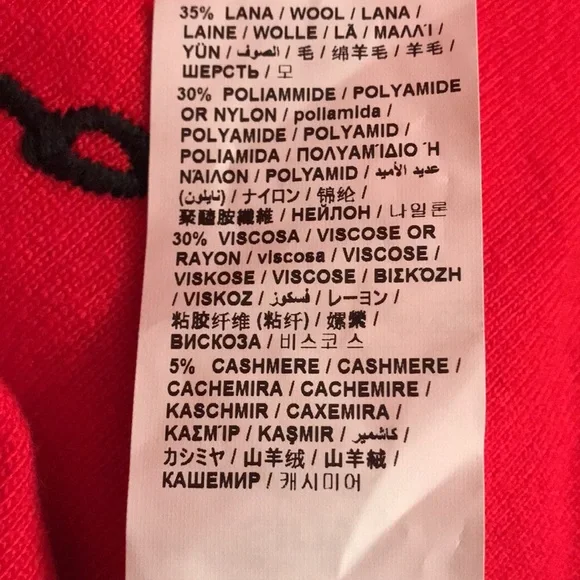 35% LANA / WOOL / LANA /
LAINE / WOLLE / LÃ / ΜΑΛΛΊ /
YÜN / الصوف / 毛 / 绵羊毛 / 羊毛 /
ШЕРСТЬ / 모
30% POLIAMMIDE / POLYAMIDE
OR NYLON / poliamida /
POLYAMIDE / POLYAMID /
POLIAMIDA / ΠΟΛΥΑΜΊΔΙΟ Ή
ΝΆΙΛΟΝ / POLYAMID / عديد الأميد
(نايلون) / ナイロン / 锦纶 /
聚醯胺纖維 / НЕЙЛОН / 나일론
30% VISCOSA / VISCOSE OR
RAYON / viscosa / VISCOSE /
VISKOSE / VISCOSE / ΒΙΣΚΌΖΗ
/ VISKOZ / فسكوز / レーヨン /
粘胶纤维 (粘纤) / 嫘縈 /
ВИСКОЗА / 비스코스
5% CASHMERE / CASHMERE /
CACHEMIRA / CACHEMIRE /
KASCHMIR / CAXEMIRA /
ΚΑΣΜΊΡ / KAŞMIR / كاشمير /
カシミヤ / 山羊绒 / 山羊絨 /
КАШЕМИР / 캐시미어